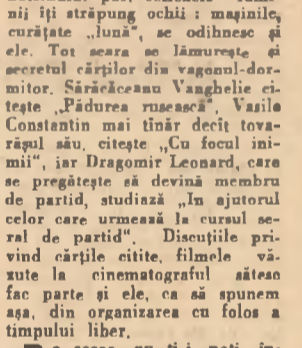 nii îți străpung ochii : mașinile,
curățate „lună", se odihnesc și
ele. Tot seara se lămurește și
secretul cărților din vagonul-dor-
mitor. Sărăcăceanu Vanghelie ci-
tește „Pădurea rusească", Vasile
Constantin mai tînăr decît tova-
rășul său, citește „Cu focul ini-
mii", iar Dragomir Leonard, care
se pregătește să devină membru
de partid, studiază „In ajutorul
celor care urmează la cursul se-
ral de partid". Discuțiile pri-
vind cărțile citite, filmele vă-
zute la cinematograful sătesc
fac parte și ele, ca să spunem
așa, din organizarea cu folos a
timpului liber.